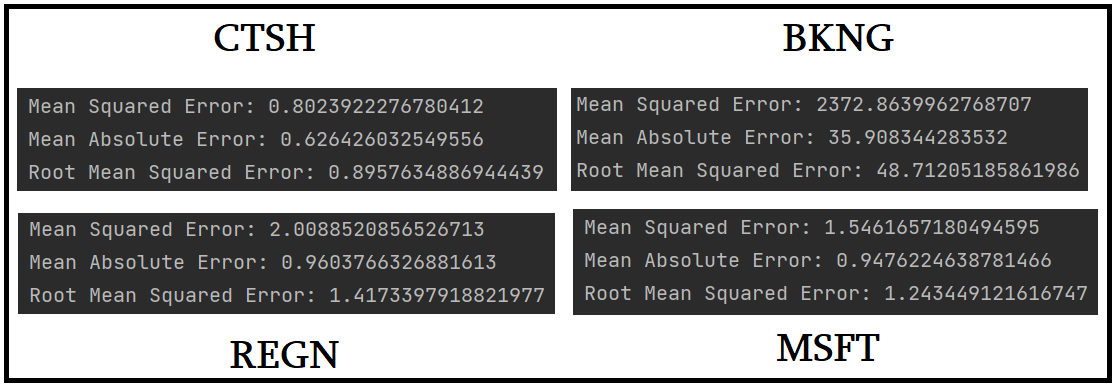 CTSH
Mean Squared Error: 0.8023922276780412
Mean Absolute Error: 0.626426032549556
Root Mean Squared Error: 0.8957634886944439
BKNG
Mean Squared Error: 2372.8639962768707
Mean Absolute Error: 35.908344283532
Root Mean Squared Error: 48.71205185861986
Mean Squared Error: 2.0088520856526713
Mean Absolute Error: 0.9603766326881613
Root Mean Squared Error: 1.4173397918821977
REGN
Mean Squared Error: 1.5461657180494595
Mean Absolute Error: 0.9476224638781466
Root Mean Squared Error: 1.243449121616747
MSFT